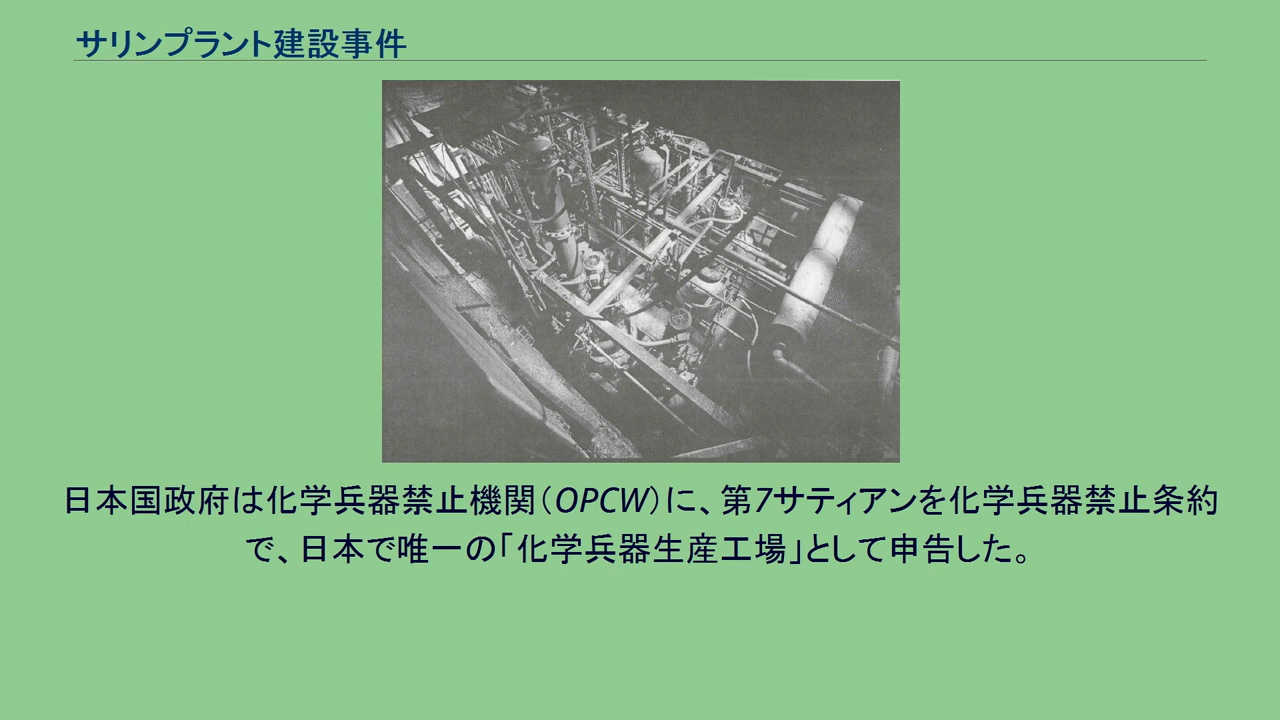 サリンプラント建設事件
日本国政府は化学兵器禁止機関(OPCW)に、第7サティアンを化学兵器禁止条約
で、日本で唯一の「化学兵器生産工場」として申告した。